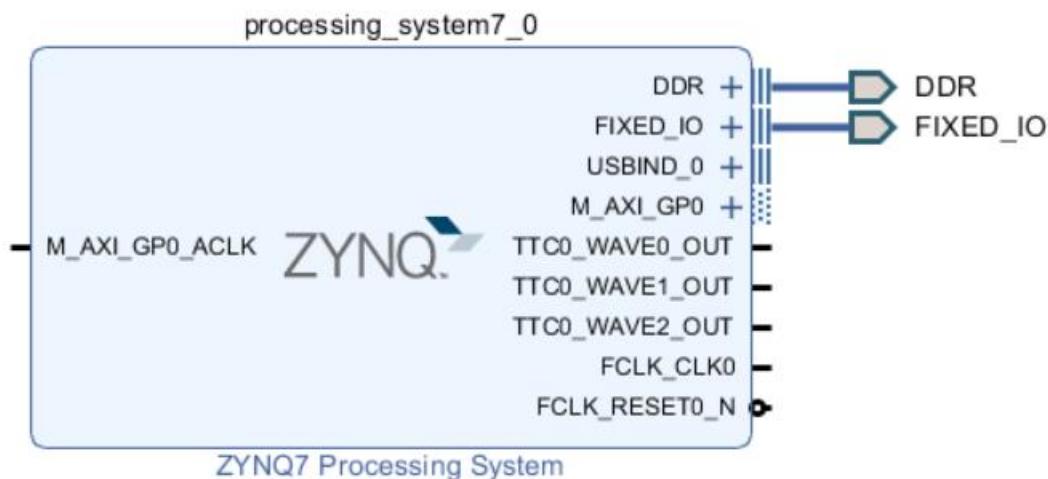 processing_system7_0
DDR
DDR
FIXED_IO
FIXED_IO
USBIND_0
M_AXI_GP0
M_AXI_GP0_ACLK
ZYNQ
TTC0_WAVE0_OUT
TTC0_WAVE1_OUT
TTC0_WAVE2_OUT
FCLK_CLK0
FCLK_RESET0_N
ZYNQ7 Processing System